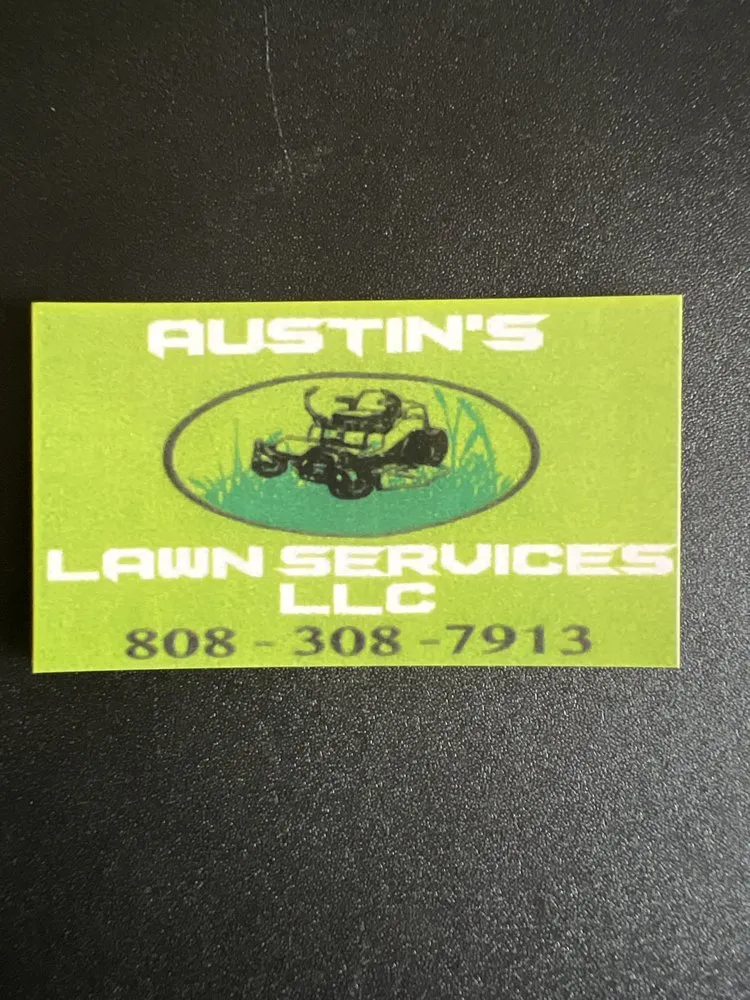 AUSTIN'S
LAWN SERVICES
LLC
808 - 308 -7913